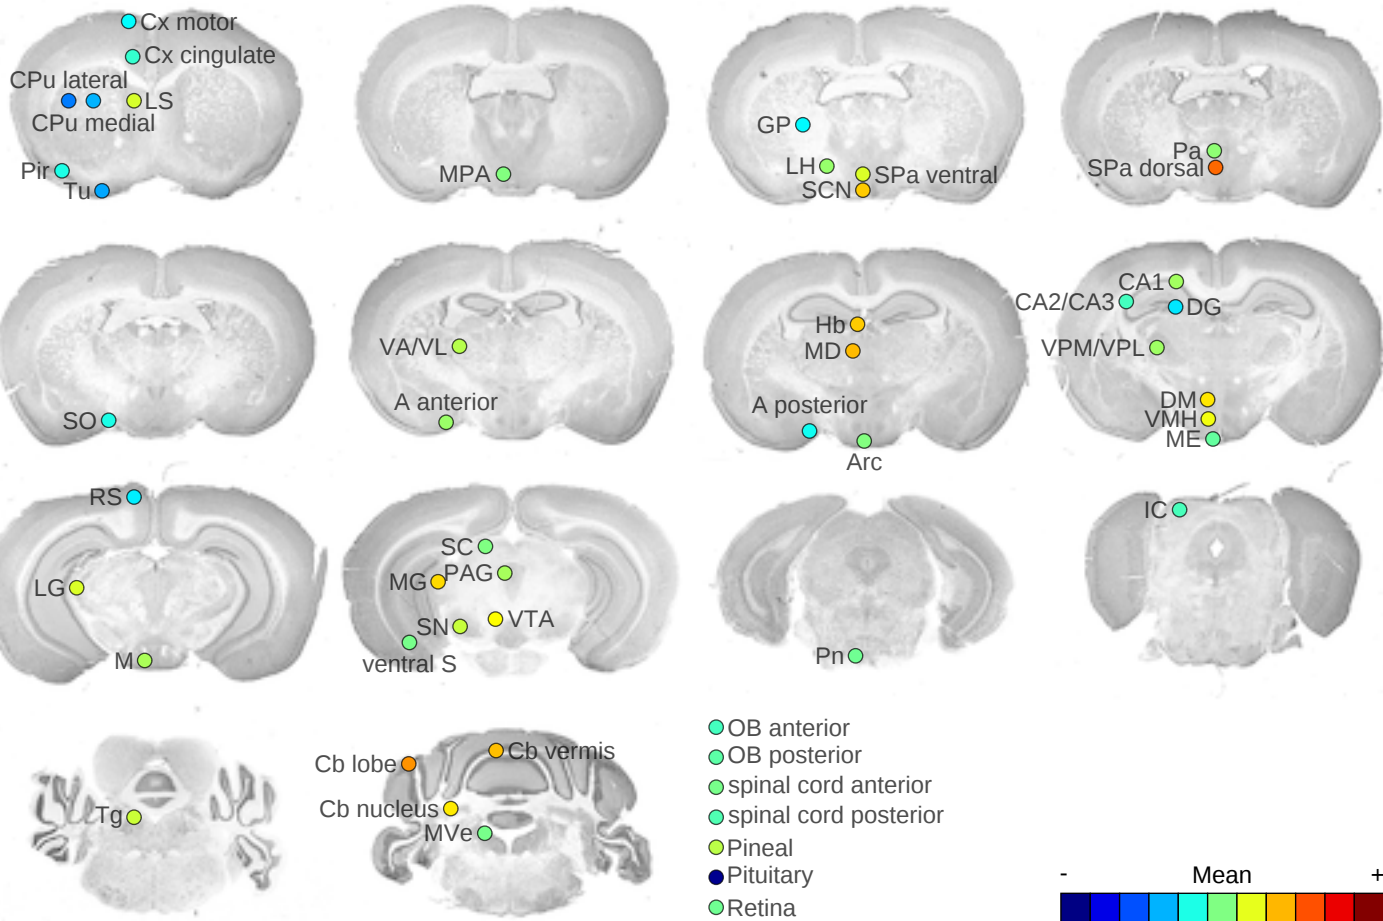 Cx motor
Cx cingulate
CPu lateral
LS
CPu medial
Pir
Tu
MPA
GP
LH
SPa ventral
SCN
Pa
SPa dorsal
SO
VA/VL
A anterior
Hb
MD
A posterior
Arc
CA1
CA2/CA3
DG
VPM/VPL
DM
VMH
ME
RS
LG
M
SC
PAG
MG
VTA
SN
ventral S
Pn
IC
Tg
Cb lobe
Cb vermis
Cb nucleus
MVe
OB anterior
OB posterior
spinal cord anterior
spinal cord posterior
Pineal
Pituitary
Retina
- Mean +